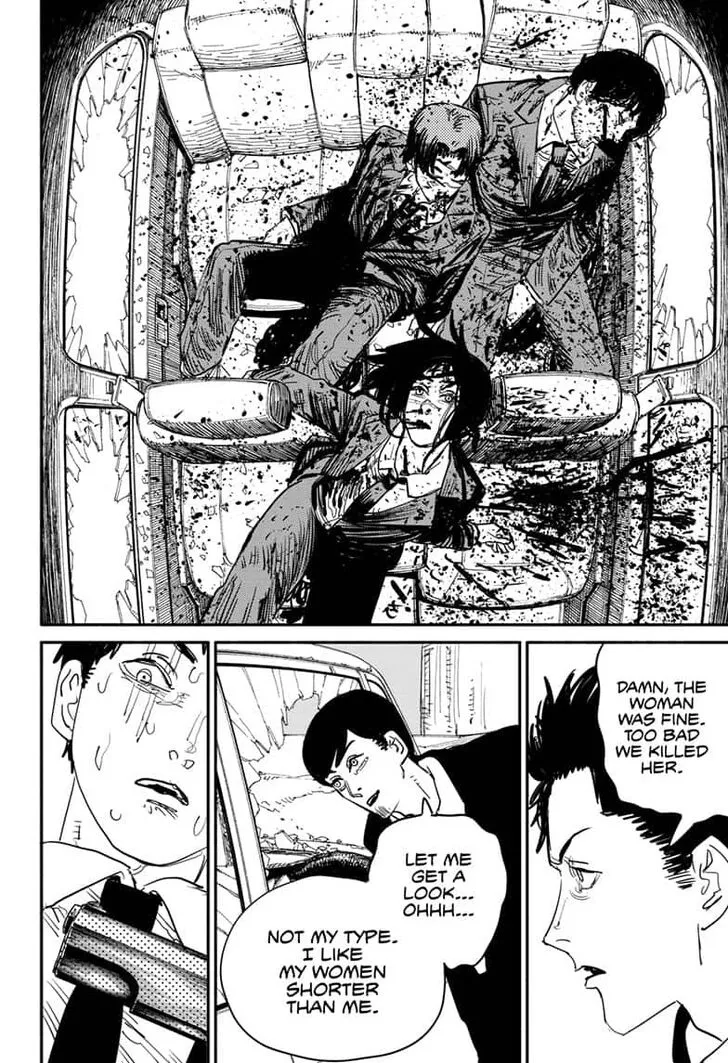 DAMN, THE
WOMAN
WAS FINE.
TOO BAD
WE KILLED
HER.
LET ME
GET A
LOOK...
OHHH...
NOT MY TYPE.
I LIKE
MY WOMEN
SHORTER
THAN ME.